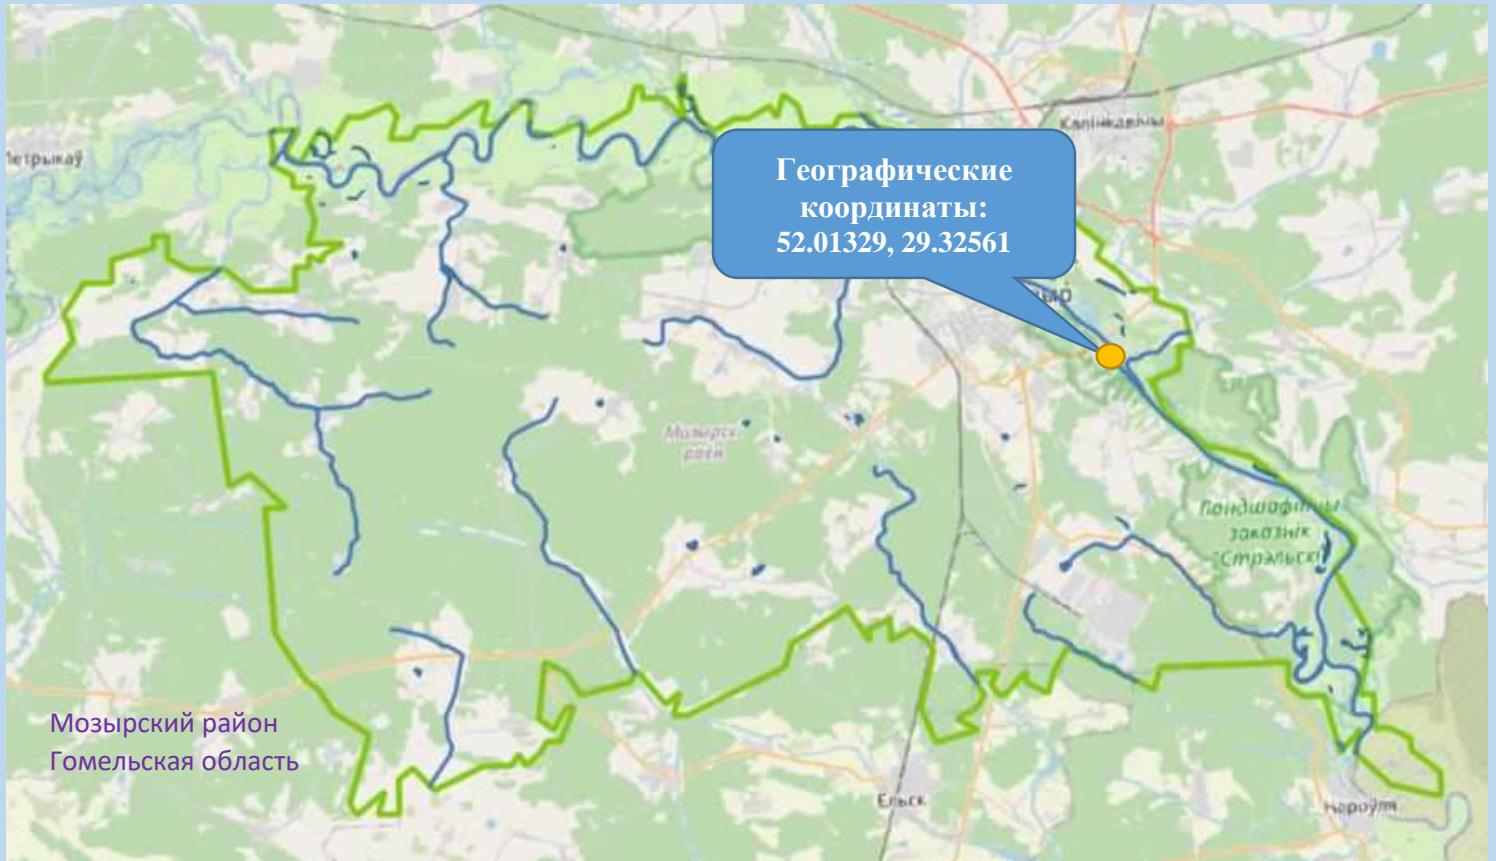 Калінкавічы
Петрыкаў
Географические
координаты:
52.01329, 29.32561
Мазырскі
раён
Ландшафтны
заказнік
"Стрэльскі"
Мозырский район
Гомельская область
Ельск
Нароўля